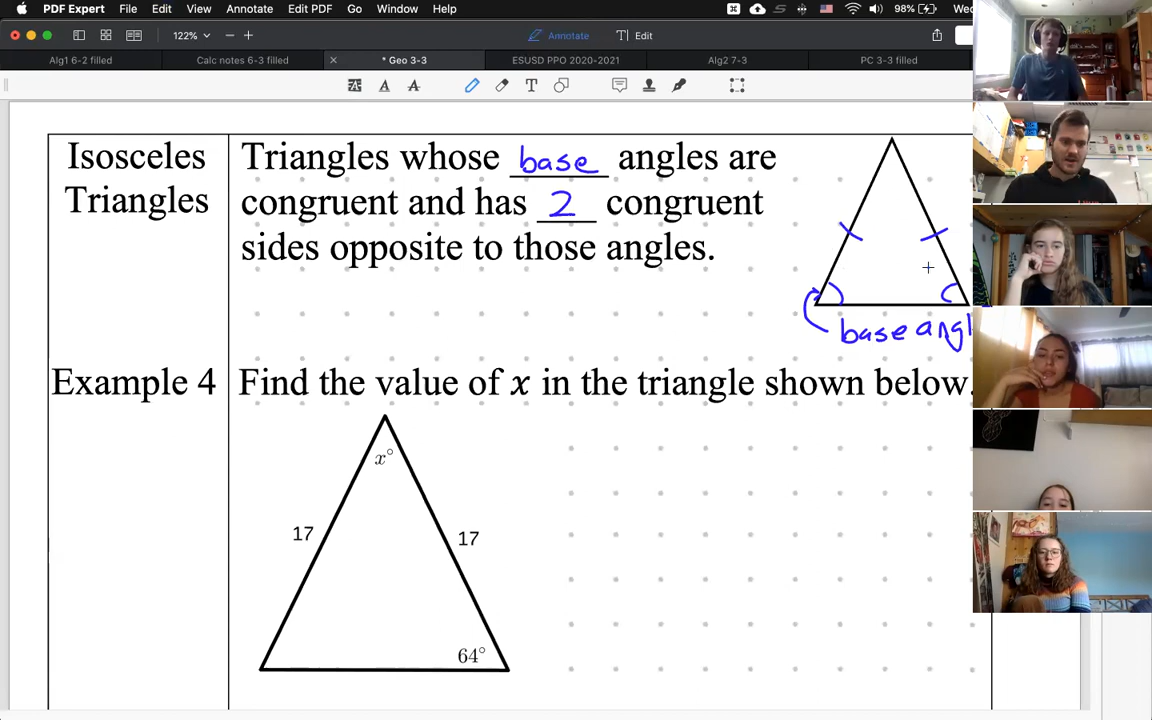 PDF Expert File Edit View Annotate Edit PDF Go Window Help 98% Wed
122% Annotate Edit
Alg1 6-2 filled Calc notes 6-3 filled * Geo 3-3 ESUSD PPO 2020-2021 Alg2 7-3 PC 3-3 filled
Isosceles
Triangles
Triangles whose base angles are
congruent and has 2 congruent
sides opposite to those angles.
base angl
Example 4
Find the value of x in the triangle shown below.
x°
17
17
64°